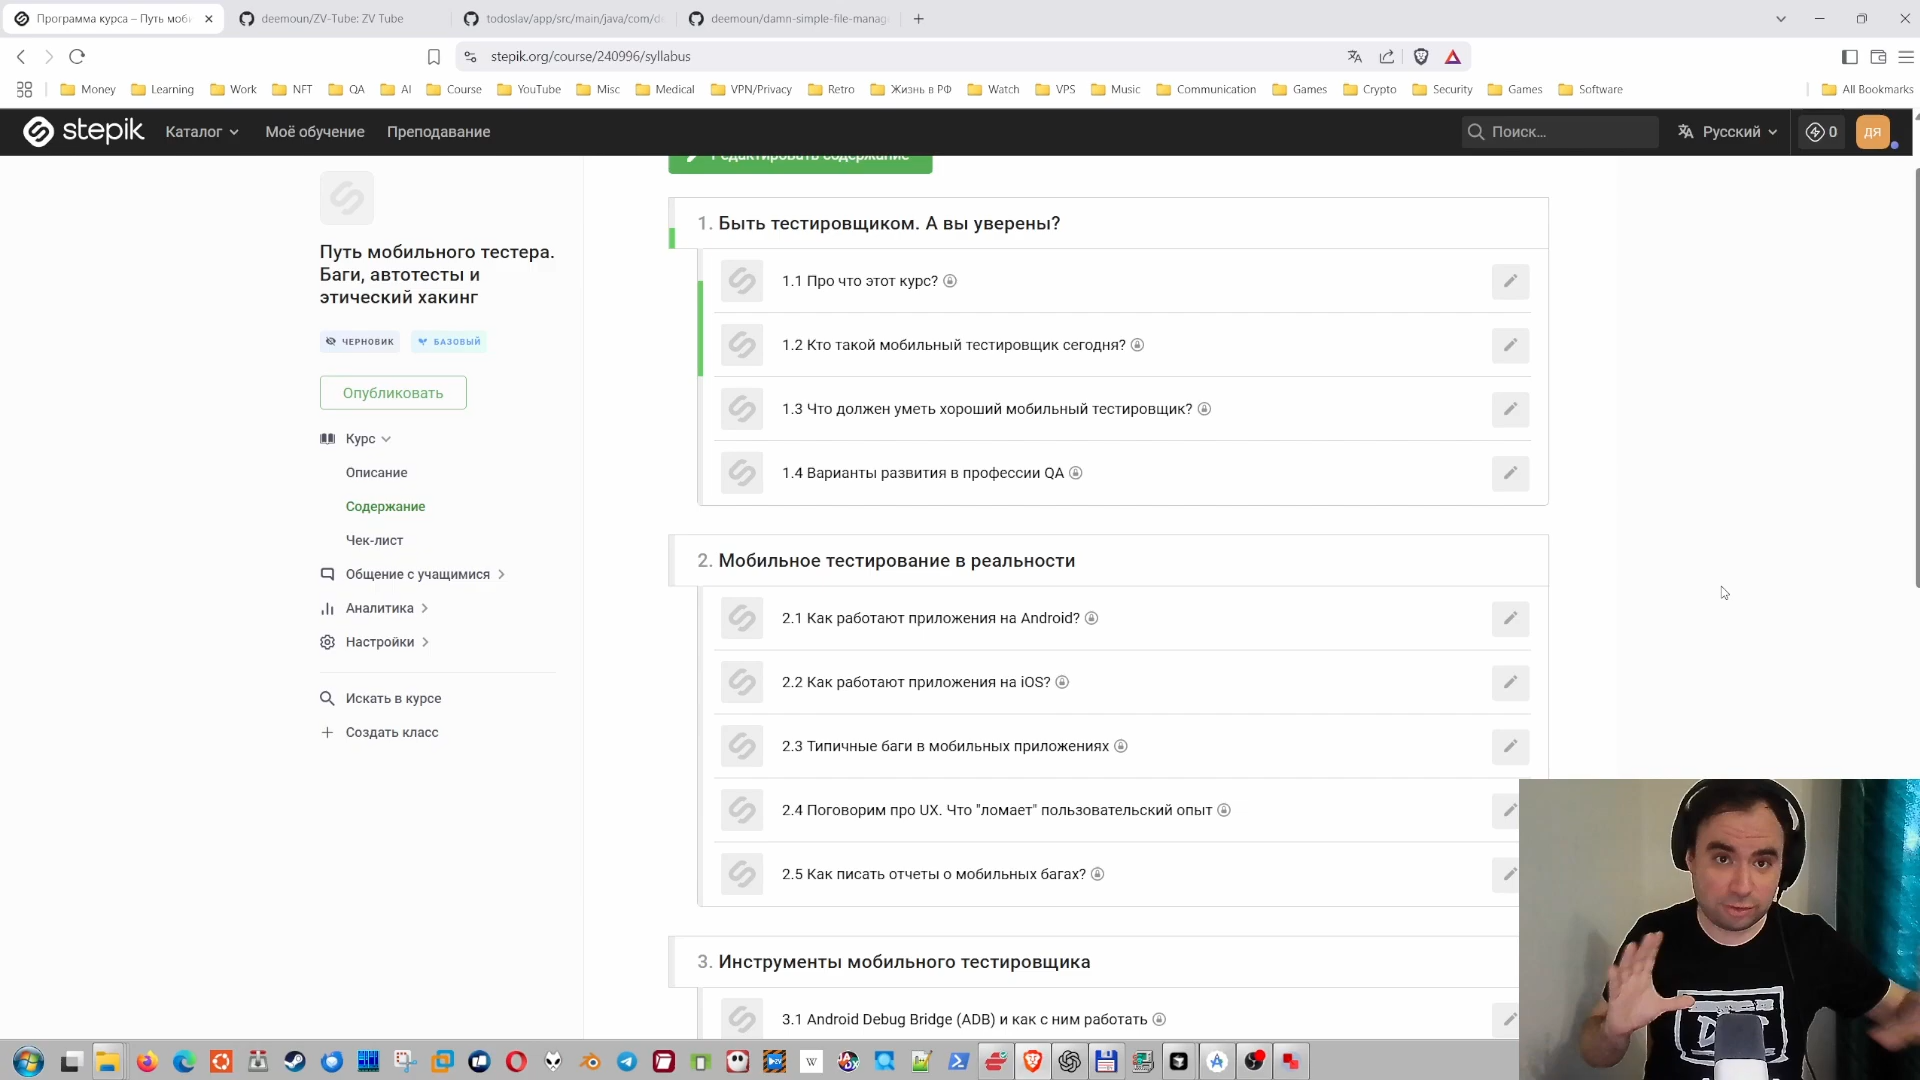 Программа курса – Путь моби
deemoun/ZV-Tube: ZV Tube
todoslav/app/src/main/java/com/d
deemoun/damn-simple-file-manag
stepik.org/course/240996/syllabus
Money
Learning
Work
NFT
QA
AI
Course
YouTube
Misc
Medical
VPN/Privacy
Retro
Жизнь в РФ
Watch
VPS
Music
Communication
Games
Crypto
Security
Games
Software
All Bookmarks
stepik
Каталог
Моё обучение
Преподавание
Поиск...
Русский
0
ДЯ
Редактировать содержание
Путь мобильного тестера.
Баги, автотесты и
этический хакинг
ЧЕРНОВИК
БАЗОВЫЙ
Опубликовать
Курс
Описание
Содержание
Чек-лист
Общение с учащимися
Аналитика
Настройки
Искать в курсе
Создать класс
1. Быть тестировщиком. А вы уверены?
1.1 Про что этот курс?
1.2 Кто такой мобильный тестировщик сегодня?
1.3 Что должен уметь хороший мобильный тестировщик?
1.4 Варианты развития в профессии QA
2. Мобильное тестирование в реальности
2.1 Как работают приложения на Android?
2.2 Как работают приложения на iOS?
2.3 Типичные баги в мобильных приложениях
2.4 Поговорим про UX. Что "ломает" пользовательский опыт
2.5 Как писать отчеты о мобильных багах?
3. Инструменты мобильного тестировщика
3.1 Android Debug Bridge (ADB) и как с ним работать